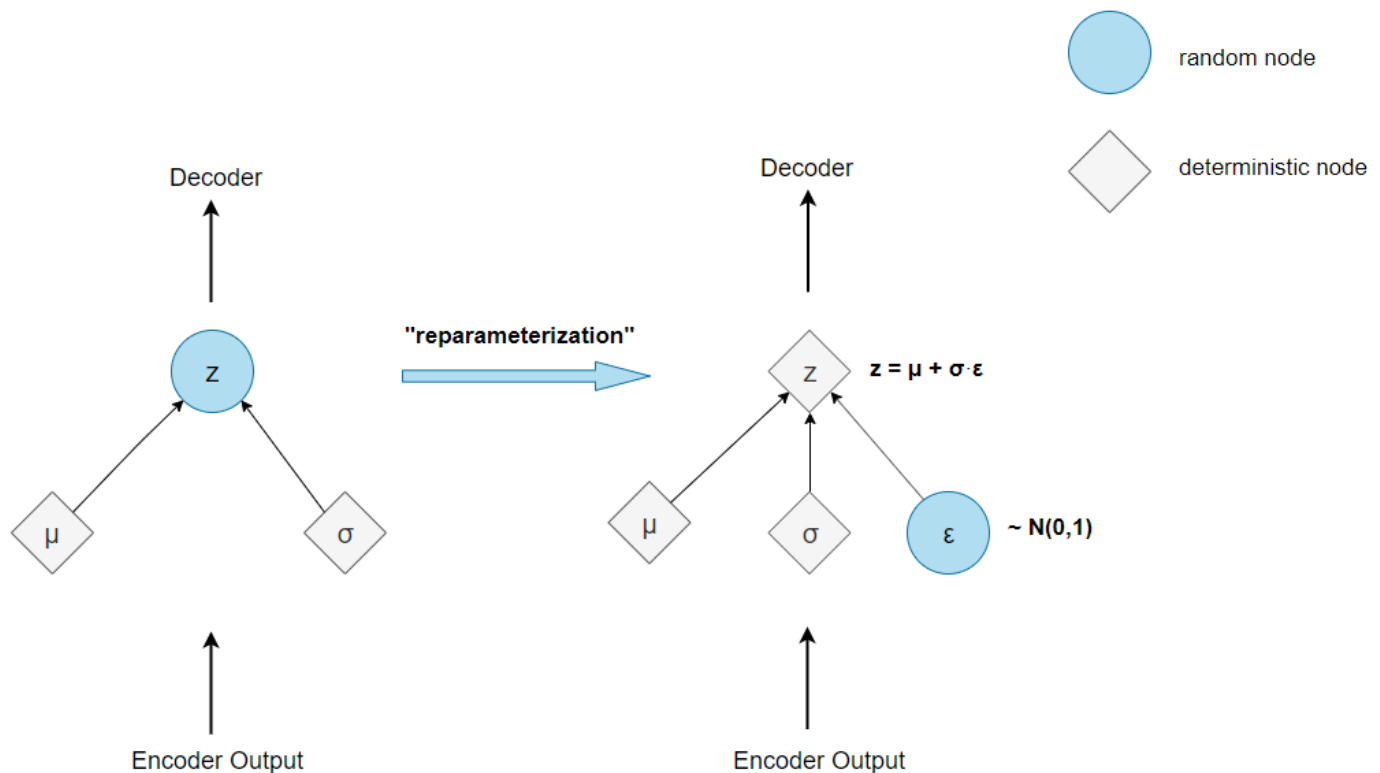 random node
deterministic node
Decoder
Decoder
"reparameterization"
z
z
z = μ + σ·ε
μ
σ
μ
σ
ε
~ N(0,1)
Encoder Output
Encoder Output